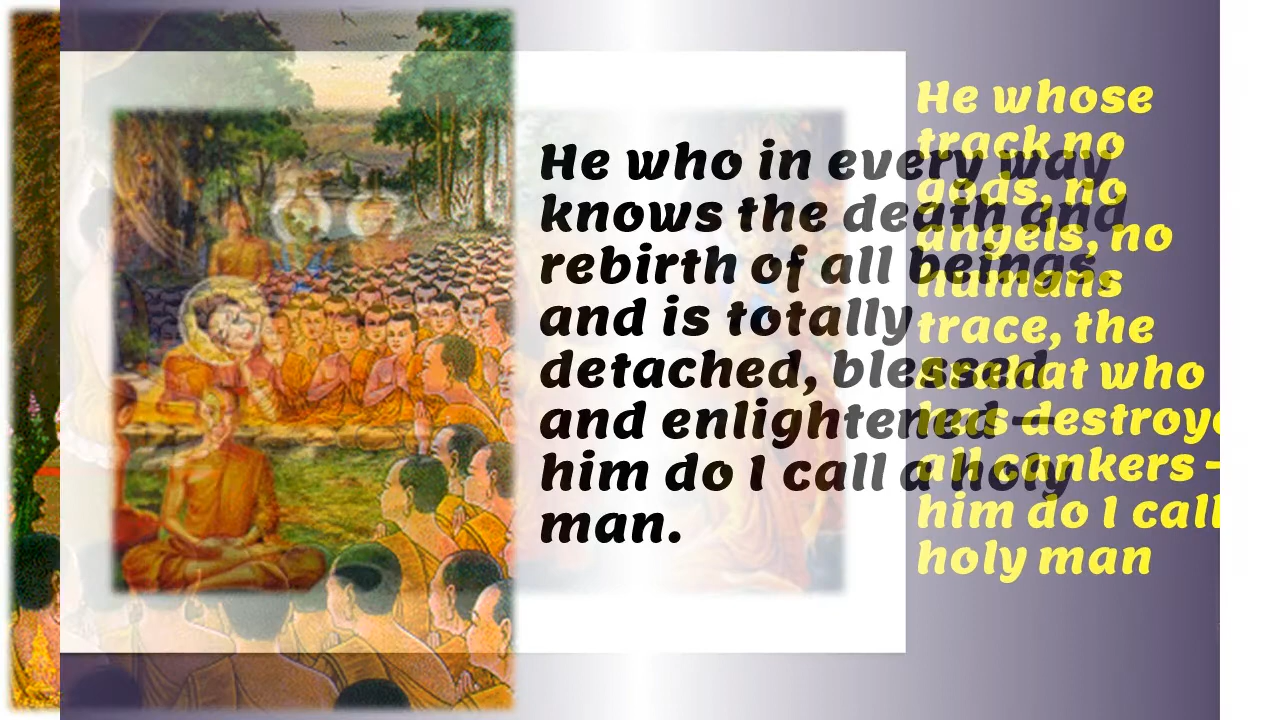 He who in every way
knows the death and
rebirth of all beings,
and is totally
detached, blessed
and enlightened —
him do I call a holy
man.
He whose
track no
gods, no
angels, no
humans
trace, the
arahat who
has destroye
all cankers -
him do I call
holy man